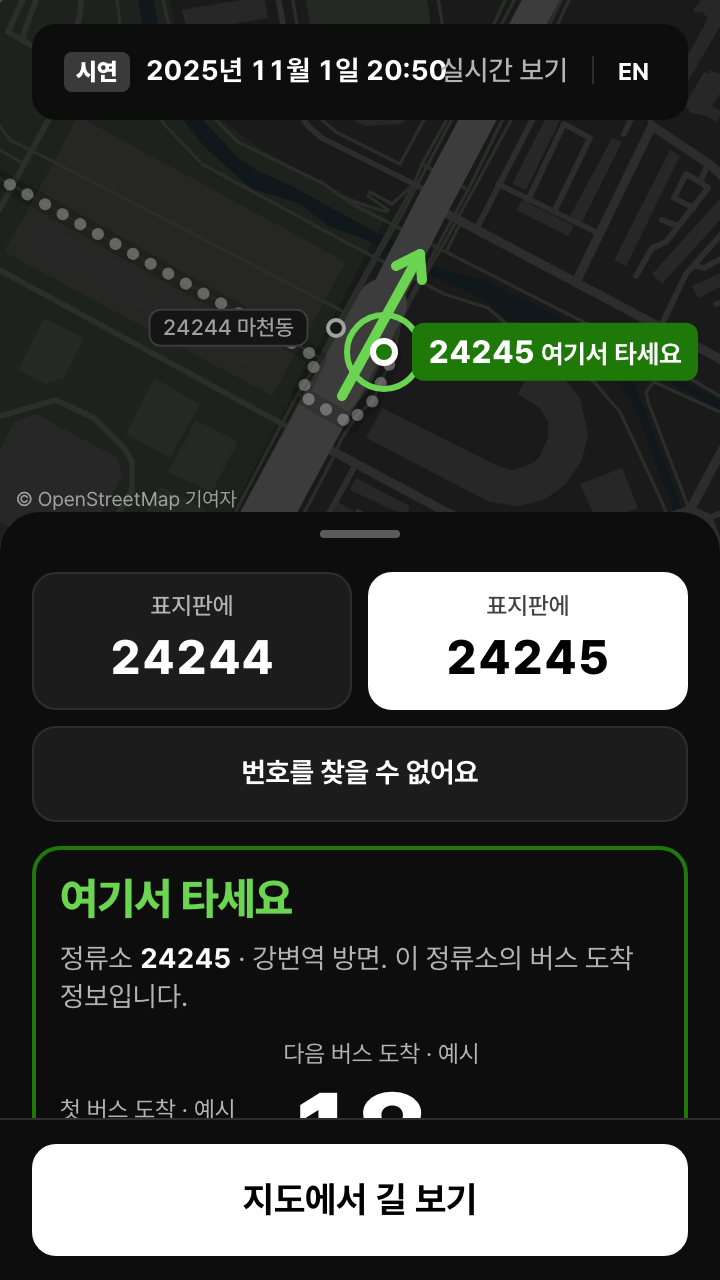 시연 2025년 11월 1일 20:50 실시간 보기 EN
24244 마천동
24245 여기서 타세요
© OpenStreetMap 기여자
표지판에
24244
표지판에
24245
번호를 찾을 수 없어요
여기서 타세요
정류소 24245 · 강변역 방면. 이 정류소의 버스 도착
정보입니다.
다음 버스 도착 · 예시
첫 버스 도착 · 예시
지도에서 길 보기